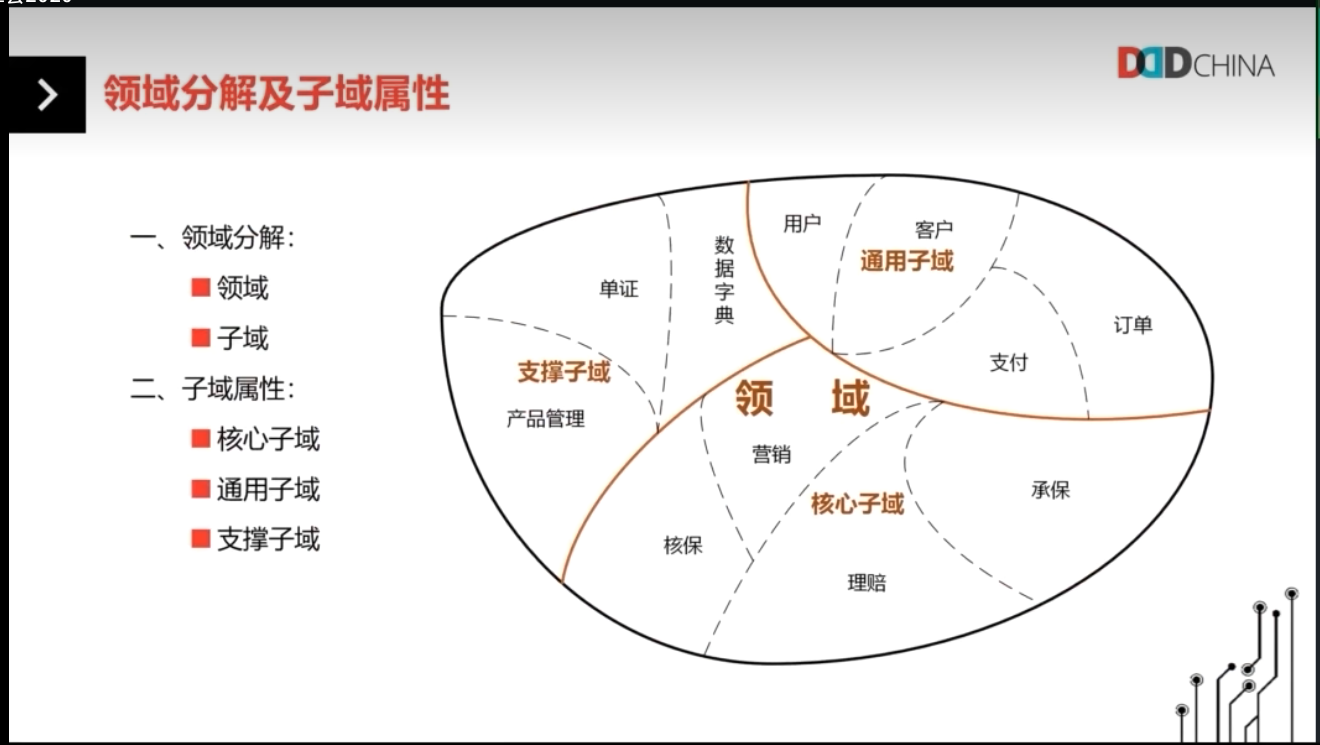 领域分解及子域属性
DDDCHINA
一、领域分解：
领域
子域
二、子域属性：
核心子域
通用子域
支撑子域
用户
客户
通用子域
数据字典
单证
订单
支付
支撑子域
产品管理
领 域
营销
核心子域
承保
核保
理赔